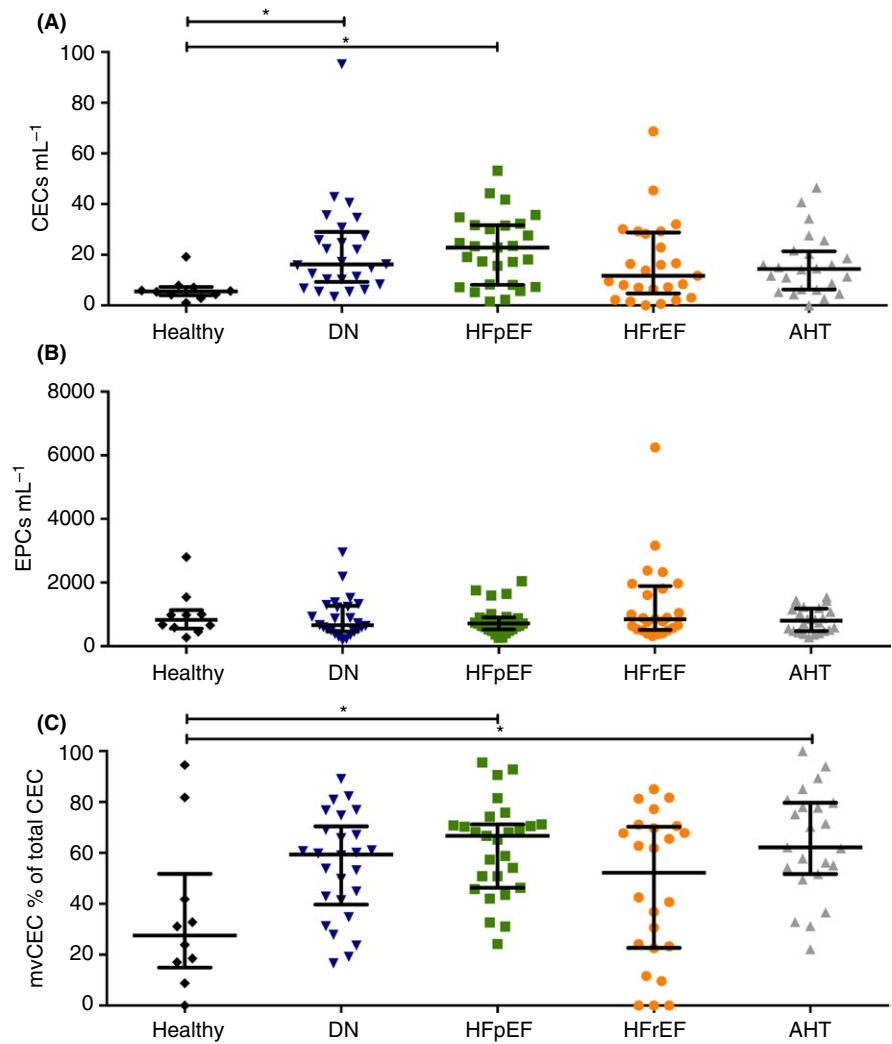 (A)
*
*
CECs mL⁻¹
100
80
60
40
20
0
Healthy DN HFpEF HFrEF AHT
(B)
EPCs mL⁻¹
8000
6000
4000
2000
0
Healthy DN HFpEF HFrEF AHT
(C)
*
*
mvCEC % of total CEC
100
80
60
40
20
0
Healthy DN HFpEF HFrEF AHT